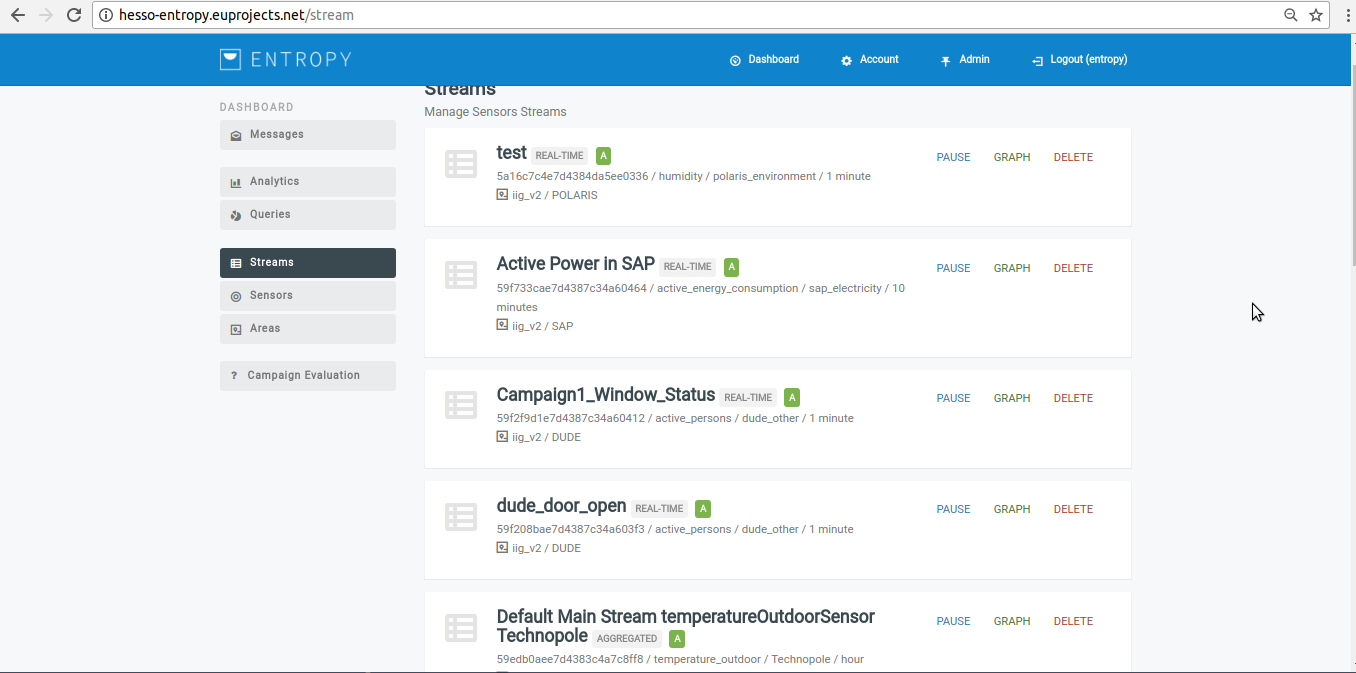 hesso-entropy.euprojects.net/stream
ENTROPY
Dashboard Account Admin Logout (entropy)
DASHBOARD
Messages
Analytics
Queries
Streams
Sensors
Areas
? Campaign Evaluation
Streams
Manage Sensors Streams
test REAL-TIME A
PAUSE GRAPH DELETE
5a16c7c4e7d4384da5ee0336 / humidity / polaris_environment / 1 minute
iig_v2 / POLARIS
Active Power in SAP REAL-TIME A
PAUSE GRAPH DELETE
59f733cae7d4387c34a60464 / active_energy_consumption / sap_electricity / 10
minutes
iig_v2 / SAP
Campaign1_Window_Status REAL-TIME A
PAUSE GRAPH DELETE
59f2f9d1e7d4387c34a60412 / active_persons / dude_other / 1 minute
iig_v2 / DUDE
dude_door_open REAL-TIME A
PAUSE GRAPH DELETE
59f208bae7d4387c34a603f3 / active_persons / dude_other / 1 minute
iig_v2 / DUDE
Default Main Stream temperatureOutdoorSensor
Technopole AGGREGATED A
PAUSE GRAPH DELETE
59edb0aee7d4383c4a7c8ff8 / temperature_outdoor / Technopole / hour